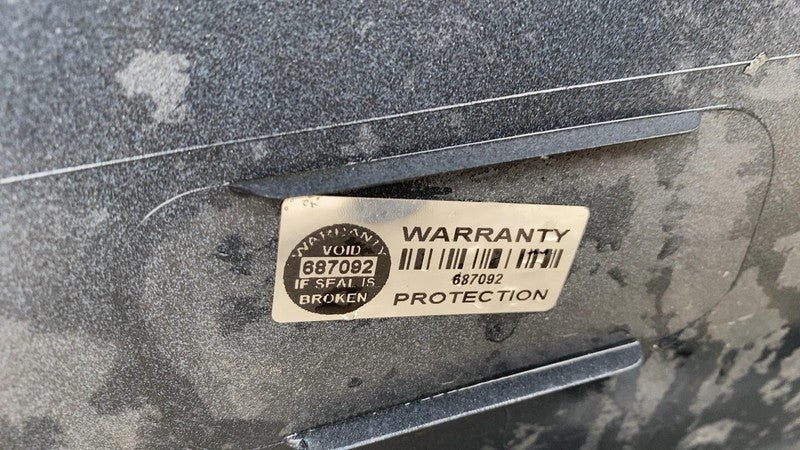 WARRANTY
VOID
687092
IF SEAL IS
BROKEN
WARRANTY
687092
PROTECTION